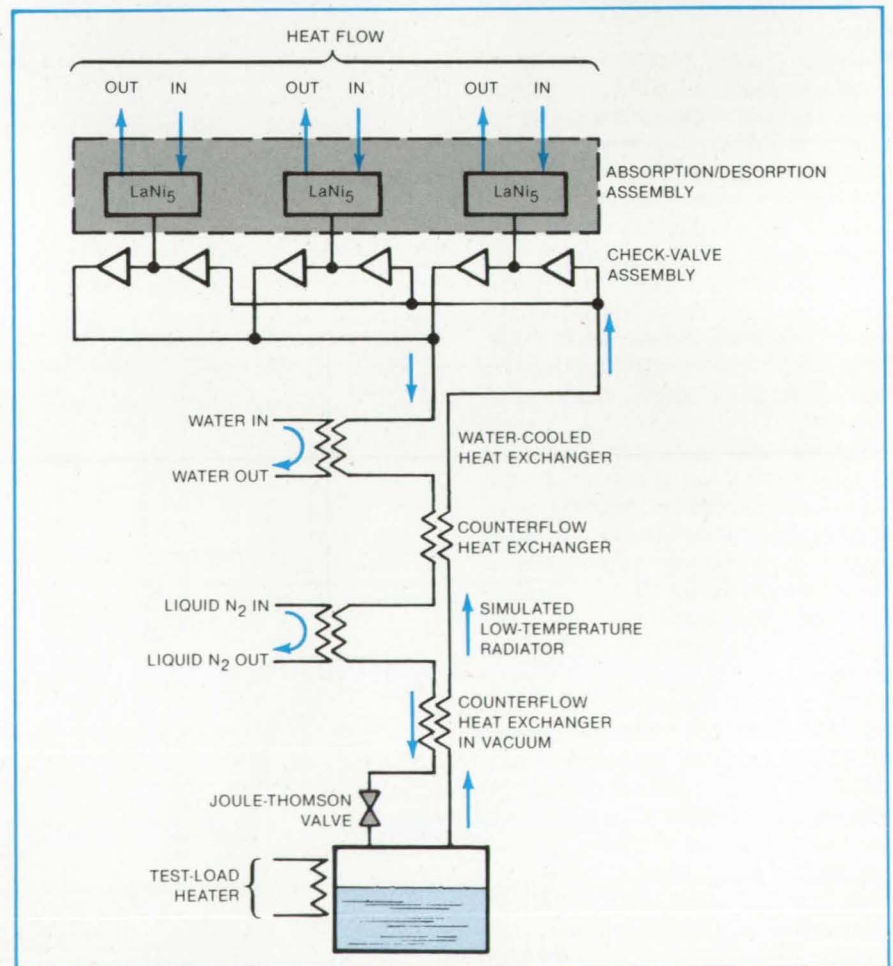 HEAT FLOW
OUT IN OUT IN OUT IN
LaNi5 LaNi5 LaNi5
ABSORPTION/DESORPTION
ASSEMBLY
CHECK-VALVE
ASSEMBLY
WATER IN
WATER OUT
WATER-COOLED
HEAT EXCHANGER
COUNTERFLOW
HEAT EXCHANGER
LIQUID N2 IN
LIQUID N2 OUT
SIMULATED
LOW-TEMPERATURE
RADIATOR
COUNTERFLOW
HEAT EXCHANGER
IN VACUUM
JOULE-THOMSON
VALVE
TEST-LOAD
HEATER